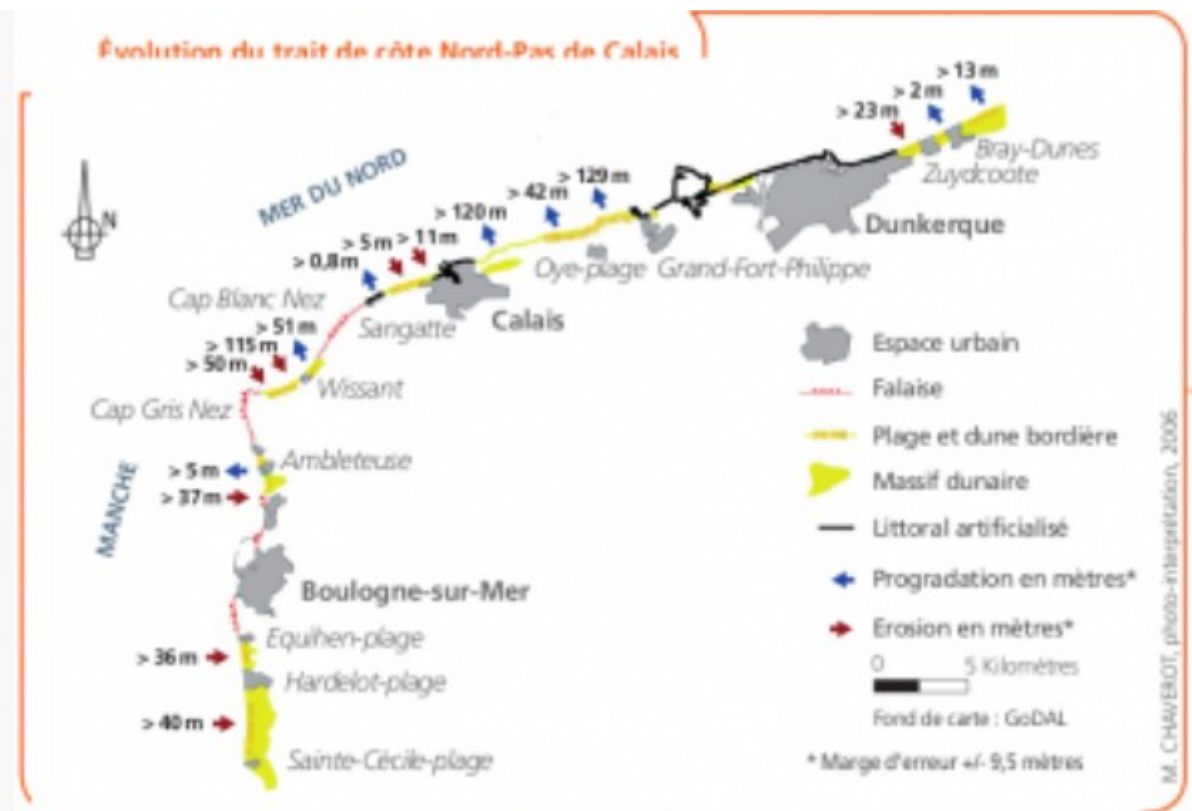 Évolution du trait de côte Nord-Pas de Calais
> 13 m
> 2 m
> 23 m
Bray-Dunes
Zuydcoote
MER DU NORD
> 129 m
> 42 m
> 120 m
Dunkerque
N
> 11 m
> 5 m
> 0,8 m
Oye-plage
Grand-Fort-Philippe
Cap Blanc Nez
Sangatte
Calais
> 51 m
> 115 m
> 50 m
Wissant
Cap Gris Nez
Ambleteuse
> 5 m
> 37 m
MANCHE
Boulogne-sur-Mer
Equihen-plage
> 36 m
Hardelot-plage
> 40 m
Sainte-Cécile-plage
Espace urbain
Falaise
Plage et dune bordière
Massif dunaire
Littoral artificialisé
Progradation en mètres*
Erosion en mètres*
0 5 Kilomètres
Fond de carte : GoDAL
* Marge d'erreur +/- 9,5 mètres
M. CHAVEROT, photo-interprétation, 2006